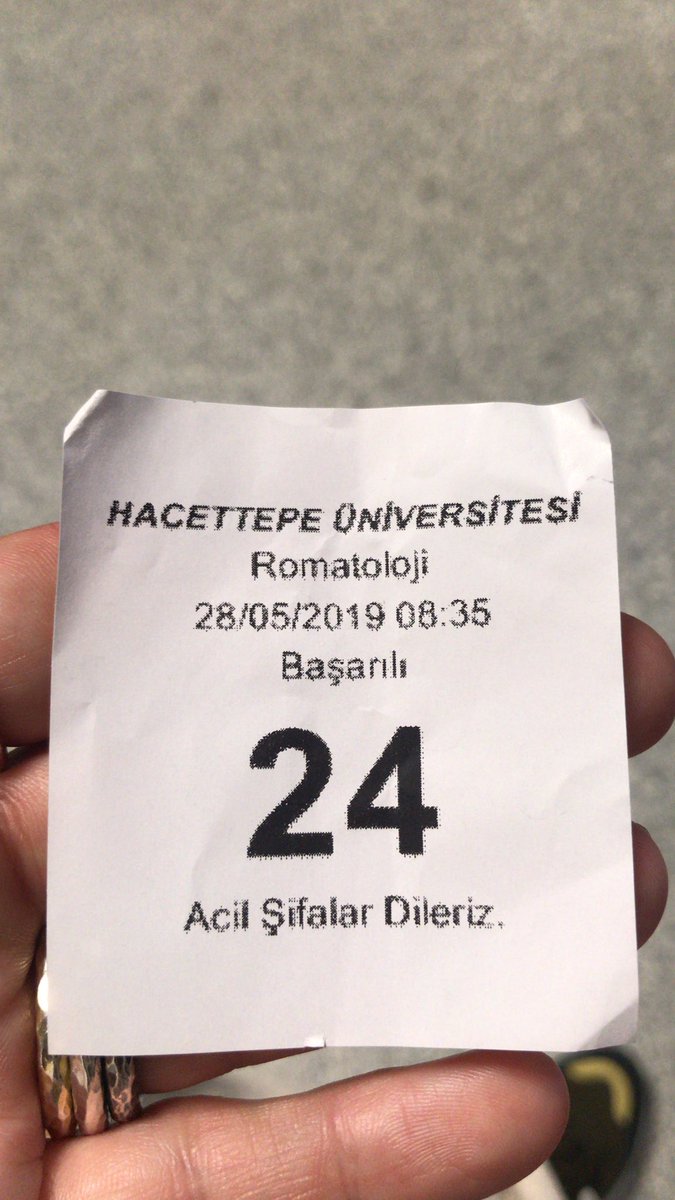 HACETTEPE ÜNİVERSİTESİ
Romatoloji
28/05/2019 08:35
Başarılı
24
Acil Şifalar Dileriz.